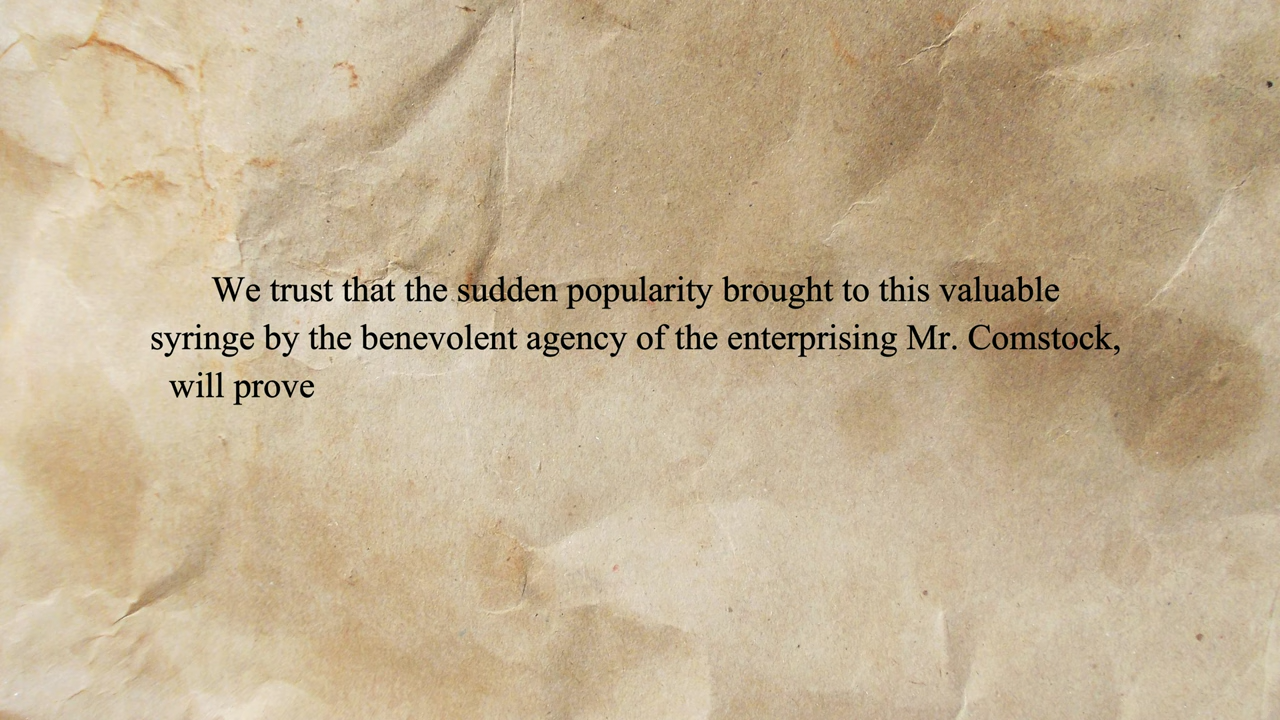 We trust that the sudden popularity brought to this valuable
syringe by the benevolent agency of the enterprising Mr. Comstock,
will prove